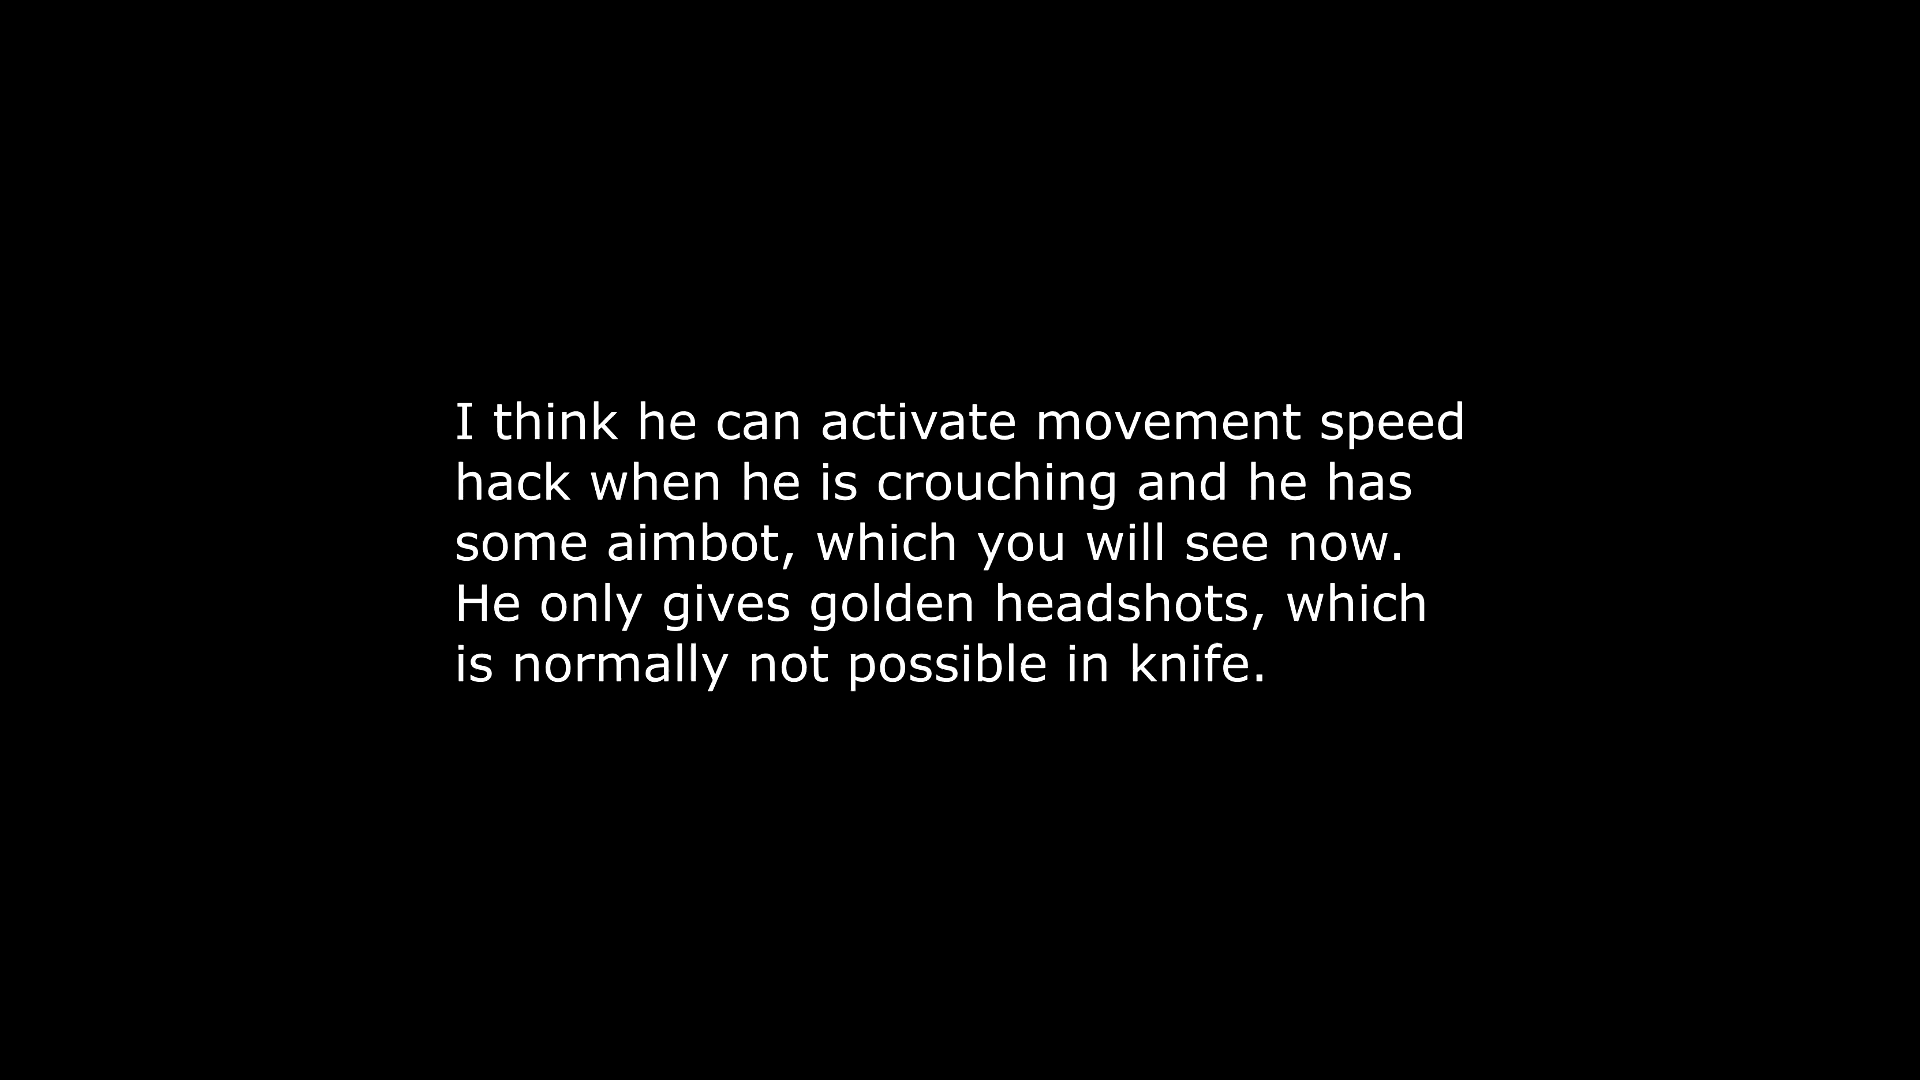 I think he can activate movement speed
hack when he is crouching and he has
some aimbot, which you will see now.
He only gives golden headshots, which
is normally not possible in knife.